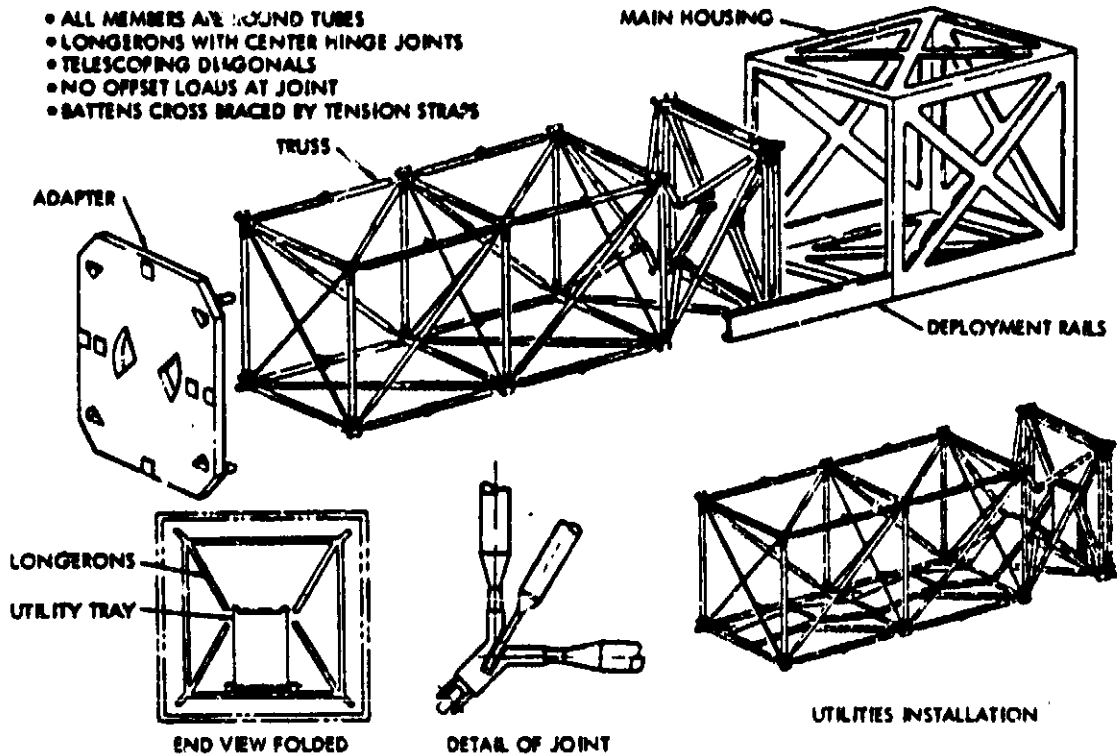 • ALL MEMBERS ARE ROUND TUBES
• LONGERONS WITH CENTER HINGE JOINTS
• TELESCOPING DIAGONALS
• NO OFFSET LOADS AT JOINT
• BATTENS CROSS BRACED BY TENSION STRAPS
MAIN HOUSING
TRUSS
ADAPTER
DEPLOYMENT RAILS
LONGERONS
UTILITY TRAY
UTILITIES INSTALLATION
END VIEW FOLDED
DETAIL OF JOINT